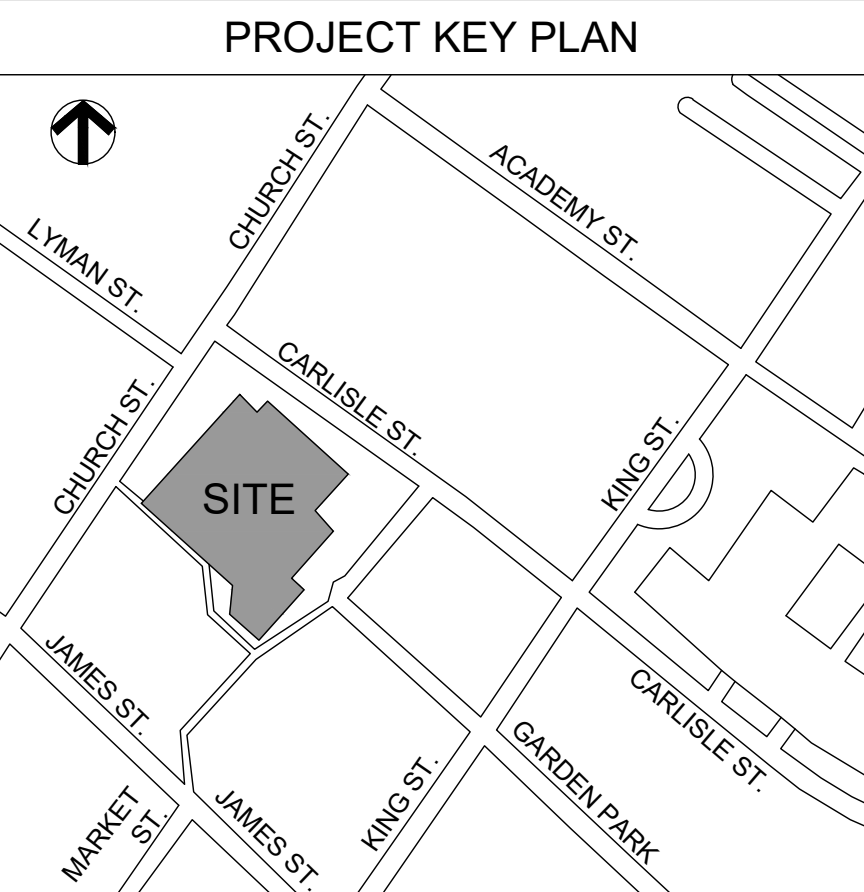 PROJECT KEY PLAN
CHURCH ST.
ACADEMY ST.
LYMAN ST.
CARLISLE ST.
CHURCH ST.
KING ST.
SITE
JAMES ST.
CARLISLE ST.
GARDEN PARK
KING ST.
MARKET
ST.
JAMES ST.